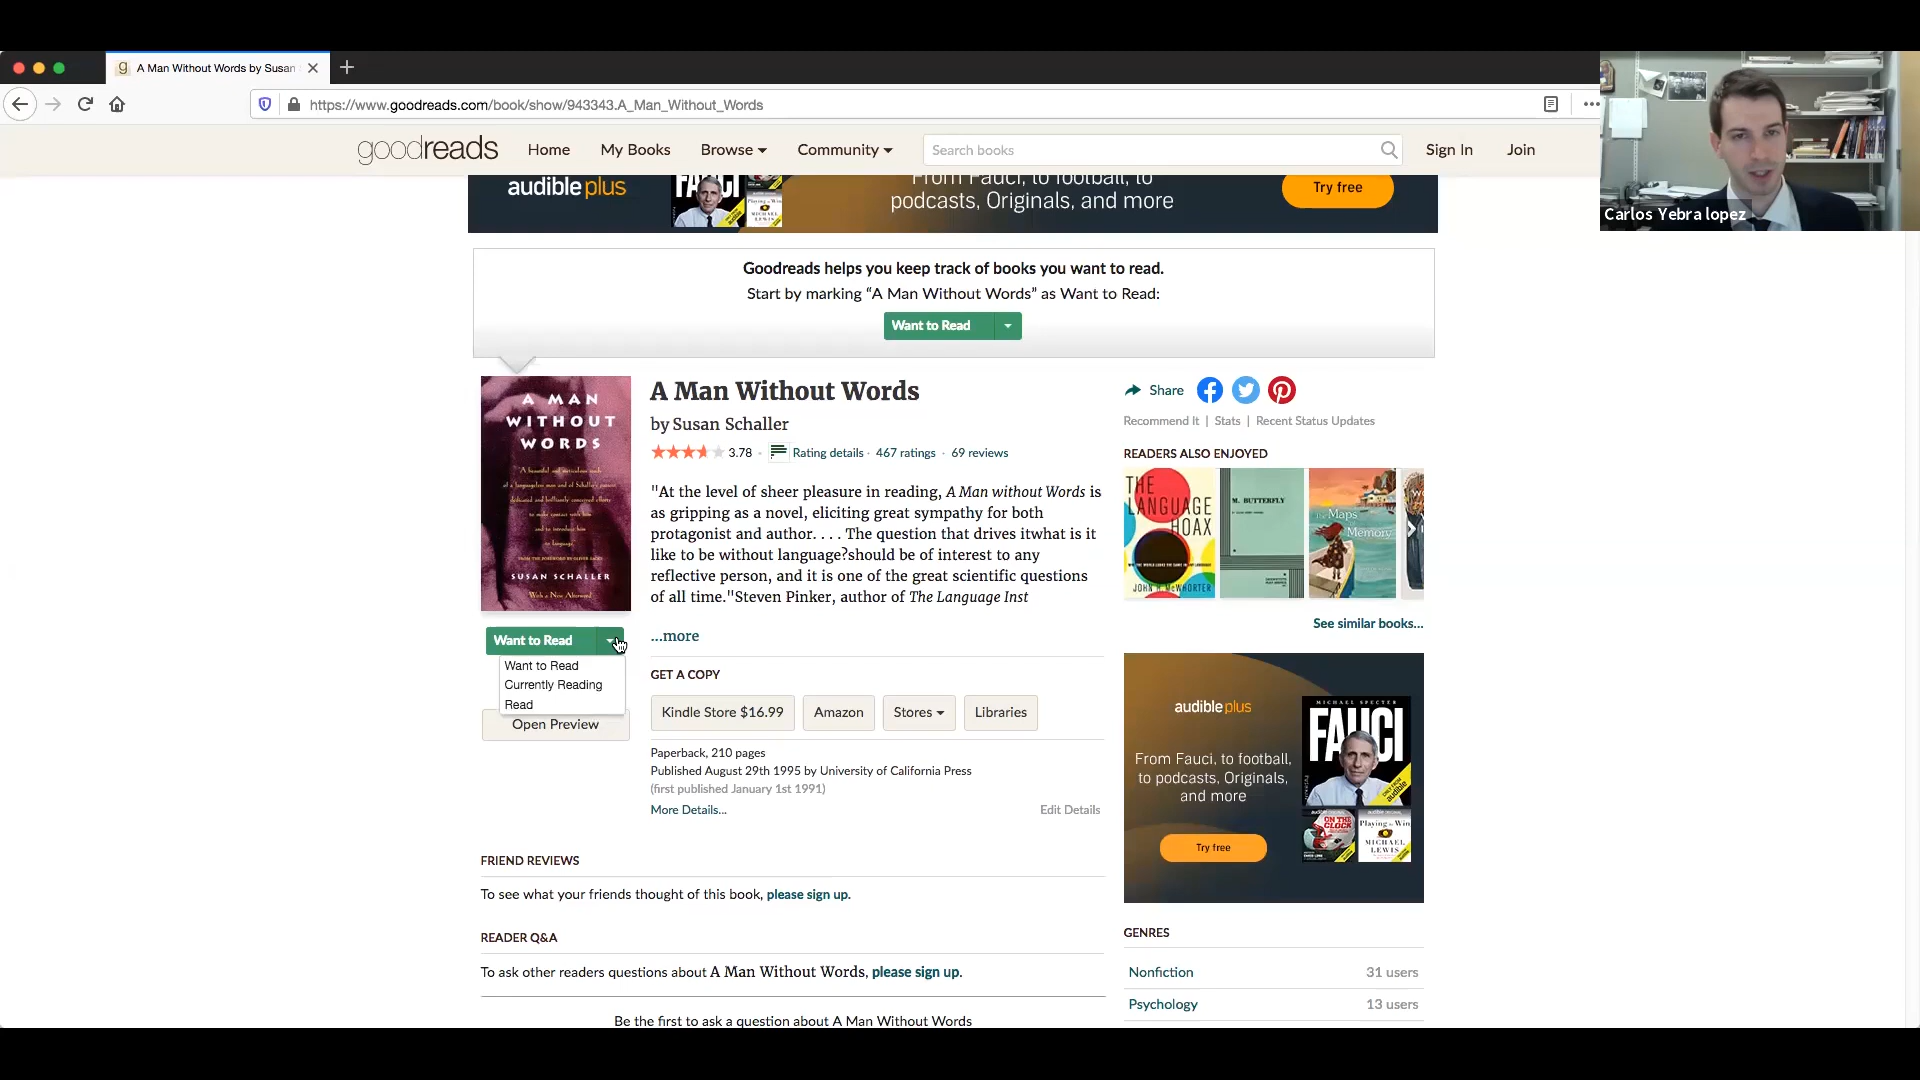 A Man Without Words by Susan
https://www.goodreads.com/book/show/943343.A_Man_Without_Words
goodreads
Home
My Books
Browse
Community
Search books
Sign In
Join
Carlos Yebra lopez
audible plus
FAUCI
From Fauci, to football, to
podcasts, Originals, and more
Try free
Goodreads helps you keep track of books you want to read.
Start by marking “A Man Without Words” as Want to Read:
Want to Read
A MAN
WITHOUT
WORDS
SUSAN SCHALLER
With a New Afterword
Want to Read
Want to Read
Currently Reading
Read
Open Preview
A Man Without Words
by Susan Schaller
3.78
Rating details
467 ratings
69 reviews
"At the level of sheer pleasure in reading, A Man without Words is
as gripping as a novel, eliciting great sympathy for both
protagonist and author. . . . The question that drives itwhat is it
like to be without language?should be of interest to any
reflective person, and it is one of the great scientific questions
of all time."Steven Pinker, author of The Language Inst
...more
GET A COPY
Kindle Store $16.99
Amazon
Stores
Libraries
Paperback, 210 pages
Published August 29th 1995 by University of California Press
(first published January 1st 1991)
More Details...
Edit Details
FRIEND REVIEWS
To see what your friends thought of this book, please sign up.
READER Q&A
To ask other readers questions about A Man Without Words, please sign up.
Be the first to ask a question about A Man Without Words
Share
Recommend It | Stats | Recent Status Updates
READERS ALSO ENJOYED
THE
LANGUAGE
HOAX
JOHN H. McWHORTER
M. BUTTERFLY
The Maps
of Memory
See similar books...
audible plus
From Fauci, to football,
to podcasts, Originals,
and more
Try free
MICHAEL SPECTER
FAUCI
ON THE
CLOCK
Playing to Win
MICHAEL
LEWIS
GENRES
Nonfiction
31 users
Psychology
13 users